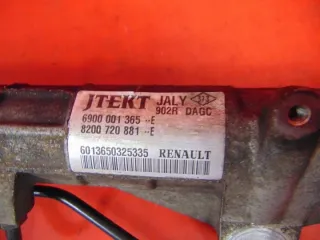 JTEKT JALY
902R DAGC
6900 001 365 --E
8200 720 881 --E
6013650325335 RENAULT